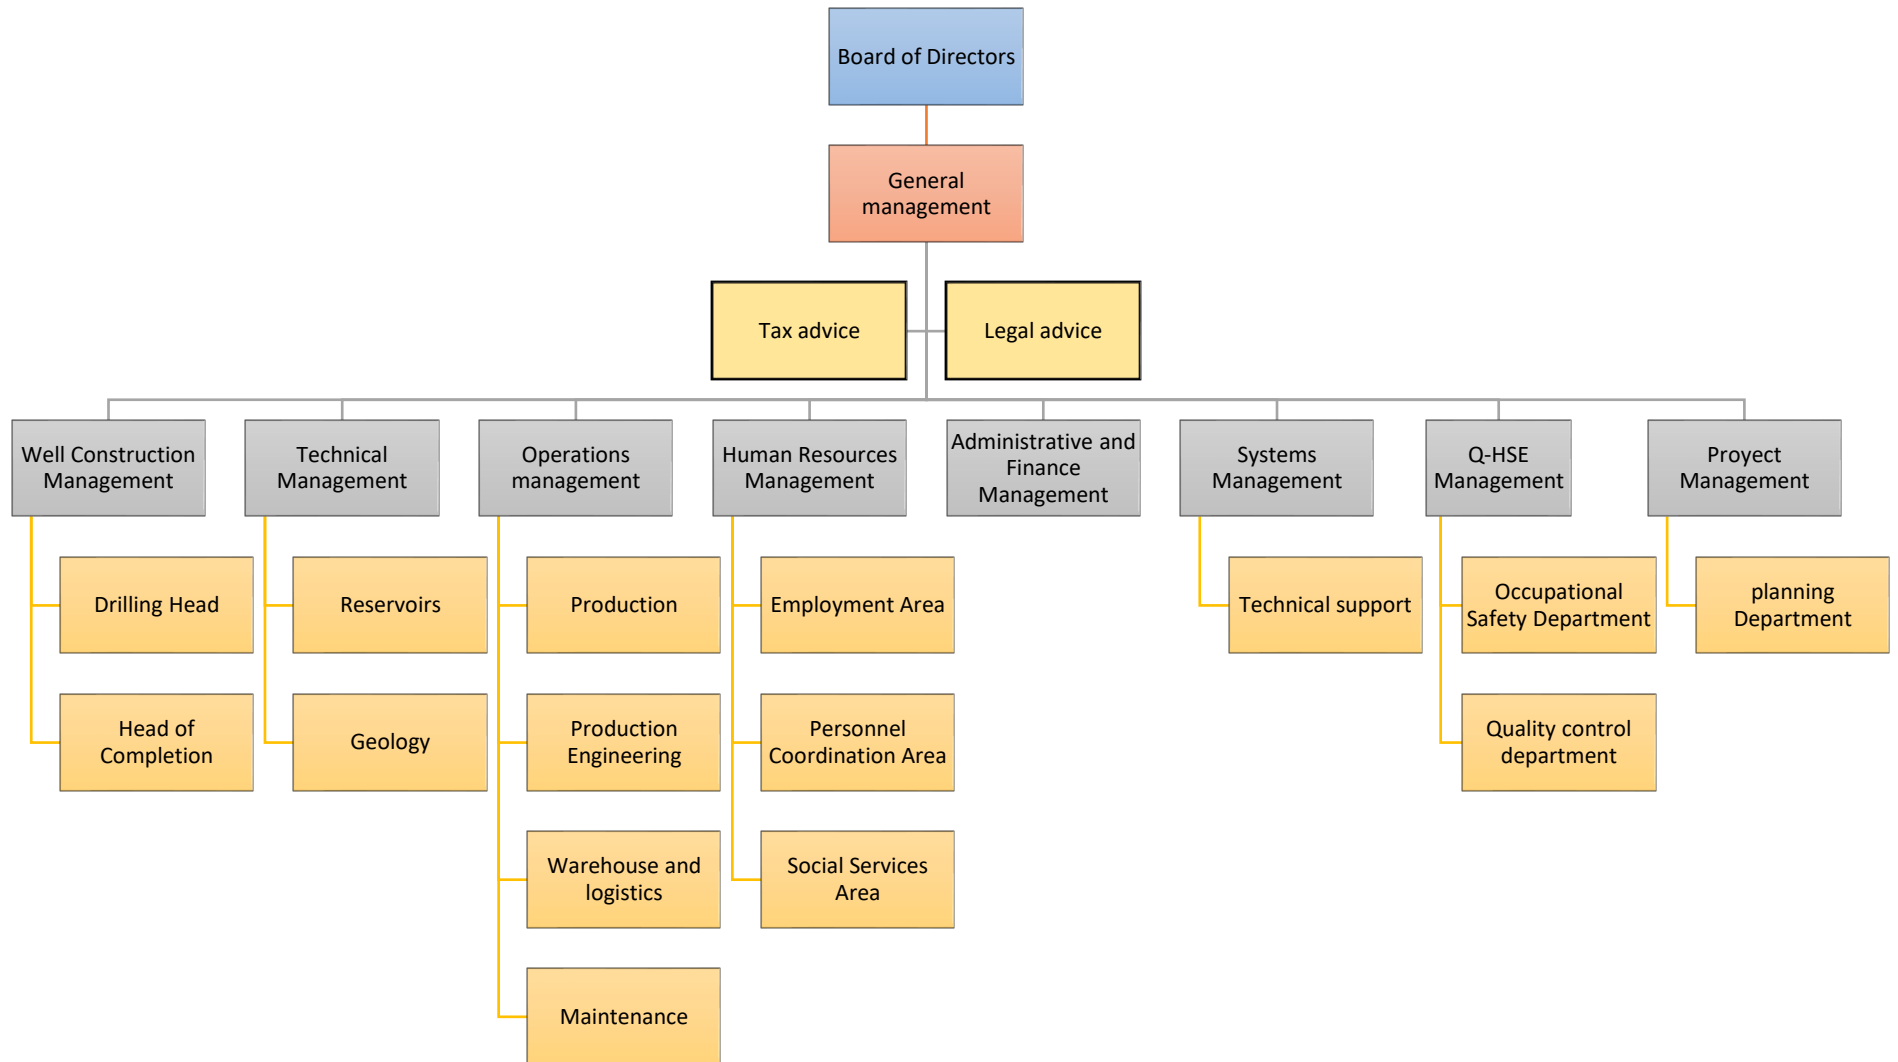 Board of Directors
General
management
Tax advice
Legal advice
Well Construction
Management
Technical
Management
Operations
management
Human Resources
Management
Administrative and
Finance
Management
Systems
Management
Q-HSE
Management
Proyect
Management
Drilling Head
Reservoirs
Production
Employment Area
Technical support
Occupational
Safety Department
planning
Department
Head of
Completion
Geology
Production
Engineering
Personnel
Coordination Area
Quality control
department
Warehouse and
logistics
Social Services
Area
Maintenance